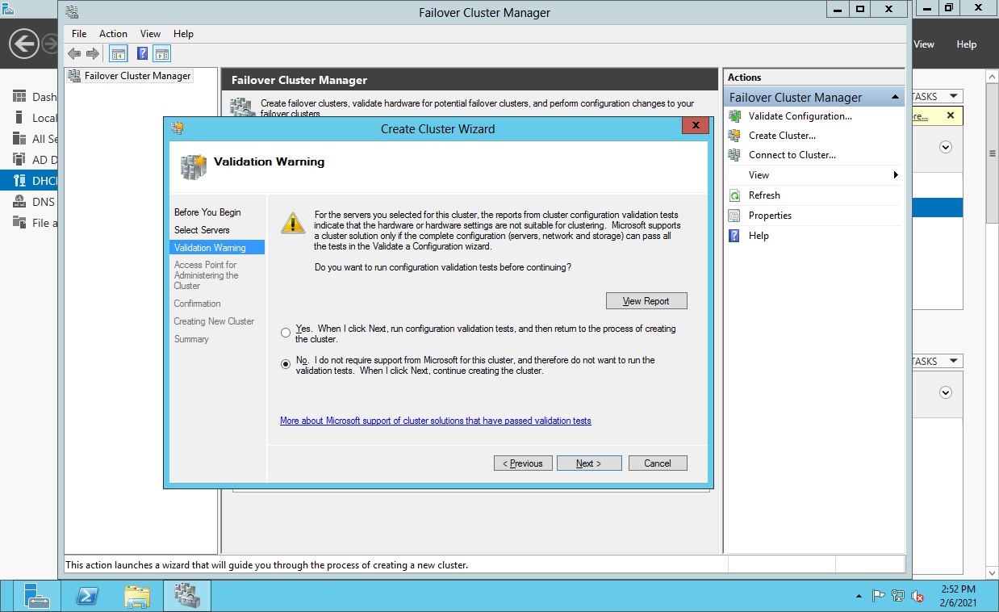 Failover Cluster Manager
File Action View Help
View Help
Failover Cluster Manager
Failover Cluster Manager
Create failover clusters, validate hardware for potential failover clusters, and perform configuration changes to your
failover clusters.
Actions
Failover Cluster Manager
Validate Configuration...
Create Cluster...
Connect to Cluster...
View
Refresh
Properties
Help
Dash
Local
All Se
AD D
DHC
DNS
File a
TASKS
re...
TASKS
Create Cluster Wizard
Validation Warning
Before You Begin
Select Servers
Validation Warning
Access Point for
Administering the
Cluster
Confirmation
Creating New Cluster
Summary
For the servers you selected for this cluster, the reports from cluster configuration validation tests
indicate that the hardware or hardware settings are not suitable for clustering. Microsoft supports
a cluster solution only if the complete configuration (servers, network and storage) can pass all
the tests in the Validate a Configuration wizard.
Do you want to run configuration validation tests before continuing?
View Report
Yes. When I click Next, run configuration validation tests, and then return to the process of creating
the cluster.
No. I do not require support from Microsoft for this cluster, and therefore do not want to run the
validation tests. When I click Next, continue creating the cluster.
More about Microsoft support of cluster solutions that have passed validation tests
< Previous Next > Cancel
This action launches a wizard that will guide you through the process of creating a new cluster.
2:52 PM
2/6/2021